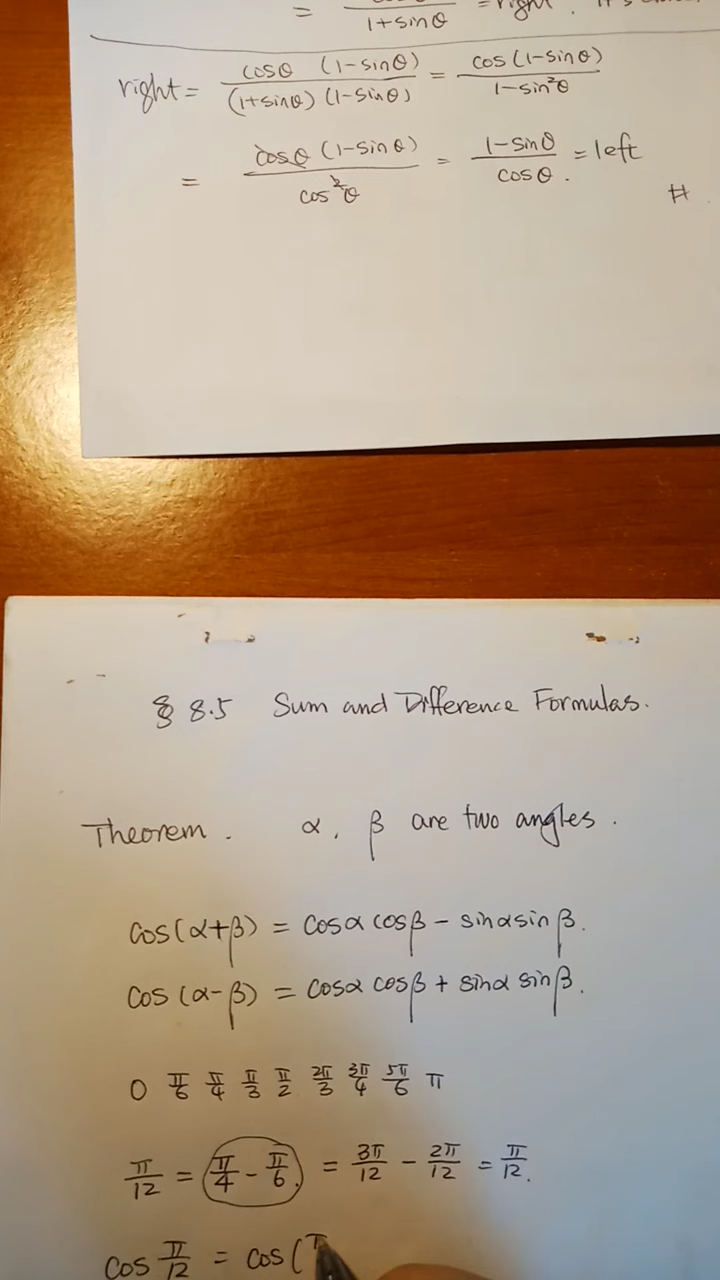 = / 1+sinθ = right.
right = cosθ (1-sinθ) / (1+sinθ) (1-sinθ) = cos (1-sinθ) / 1-sin²θ
= cosθ (1-sinθ) / cos²θ = 1-sinθ / cosθ. = left #
§ 8.5 Sum and Difference Formulas.
Theorem. α, β are two angles.
cos(α+β) = cosα cosβ - sinα sinβ.
cos(α-β) = cosα cosβ + sinα sinβ.
0 π/6 π/4 π/3 π/2 2π/3 3π/4 5π/6 π
π/12 = π/4 - π/6. = 3π/12 - 2π/12 = π/12.
cos π/12 = cos(